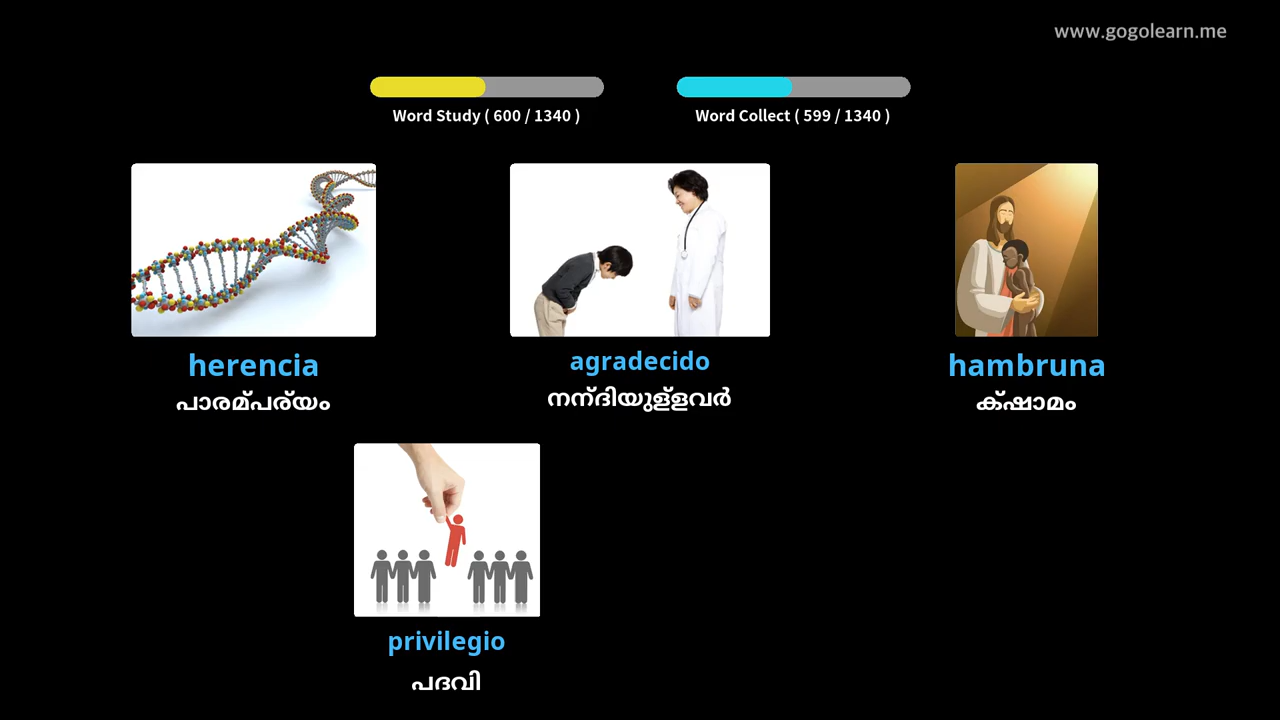 www.gogolearn.me
Word Study ( 600 / 1340 )
Word Collect ( 599 / 1340 )
herencia
പാരമ്പര്യം
agradecido
നന്ദിയുള്ളവർ
hambruna
ക്ഷാമം
privilegio
പദവി